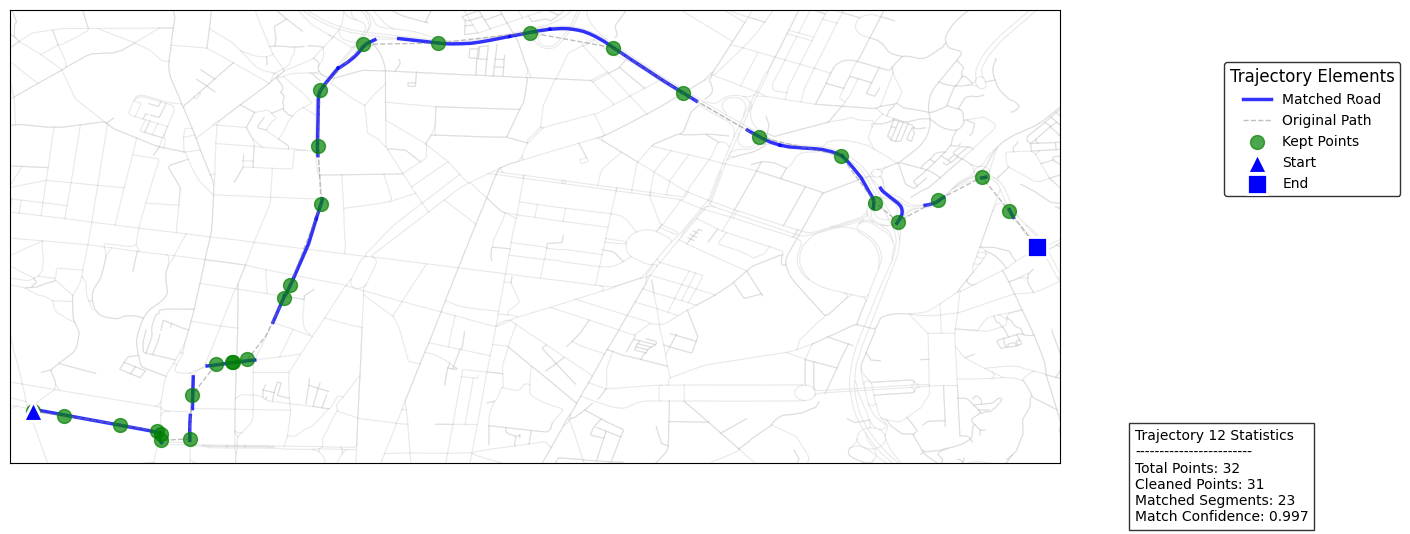 Trajectory Elements
Matched Road
Original Path
Kept Points
Start
End
Trajectory 12 Statistics
------------------------
Total Points: 32
Cleaned Points: 31
Matched Segments: 23
Match Confidence: 0.997